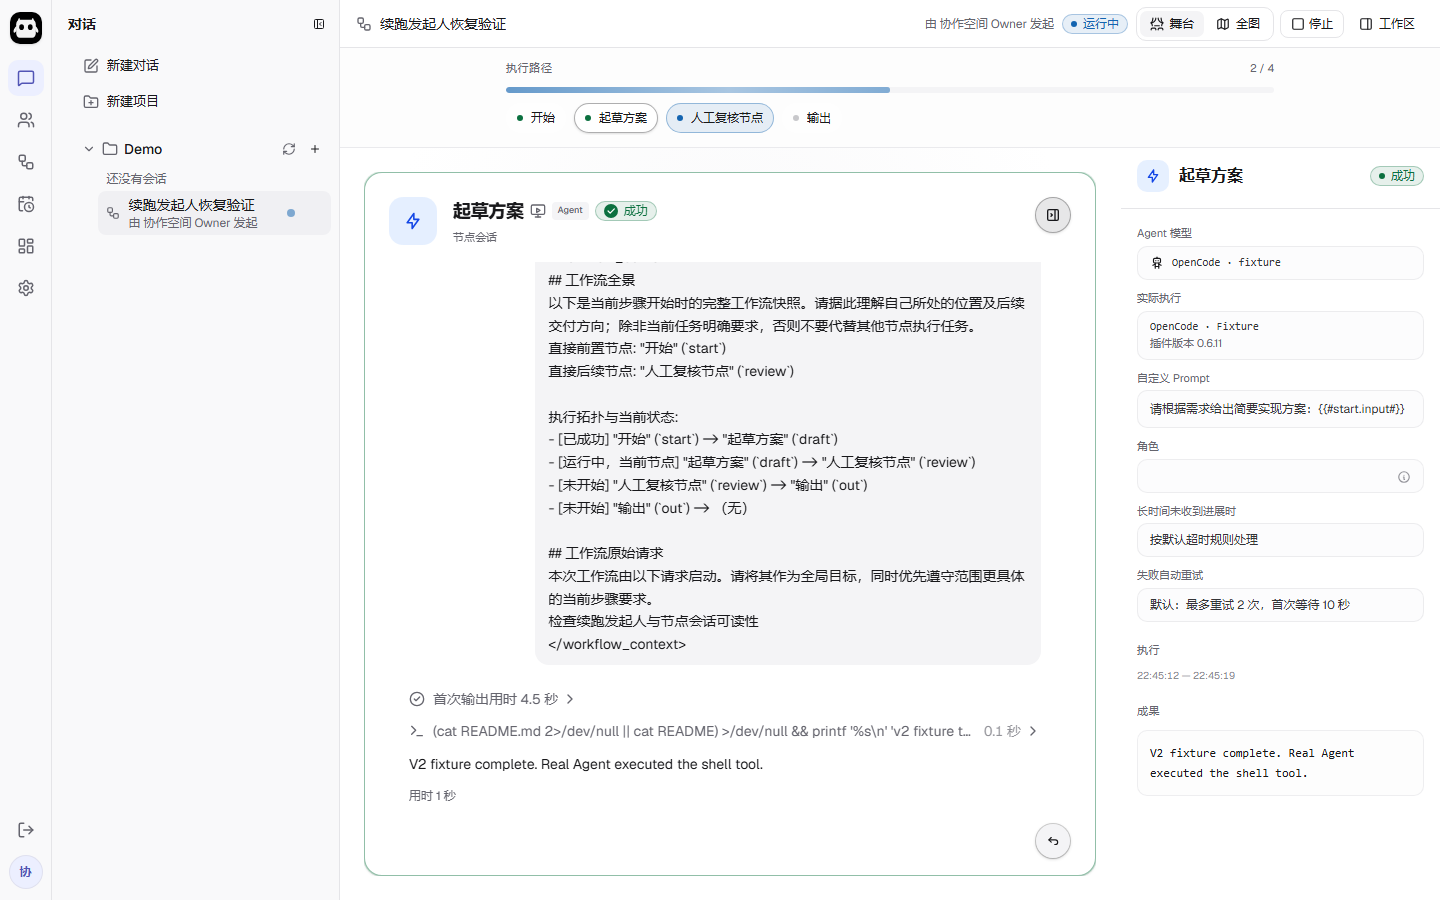 对话
新建对话
新建项目
Demo
还没有会话
续跑发起人恢复验证
由 协作空间 Owner 发起
协
续跑发起人恢复验证
由 协作空间 Owner 发起
运行中
舞台
全图
停止
工作区
执行路径
2 / 4
开始
起草方案
人工复核节点
输出
起草方案
Agent
成功
节点会话
## 工作流全景
以下是当前步骤开始时的完整工作流快照。请据此理解自己所处的位置及后续
交付方向；除非当前任务明确要求，否则不要代替其他节点执行任务。
直接前置节点: "开始" (`start`)
直接后续节点: "人工复核节点" (`review`)
执行拓扑与当前状态:
- [已成功] "开始" (`start`) -> "起草方案" (`draft`)
- [运行中，当前节点] "起草方案" (`draft`) -> "人工复核节点" (`review`)
- [未开始] "人工复核节点" (`review`) -> "输出" (`out`)
- [未开始] "输出" (`out`) -> （无）
## 工作流原始请求
本次工作流由以下请求启动。请将其作为全局目标，同时优先遵守范围更具体
的当前步骤要求。
检查续跑发起人与节点会话可读性
</workflow_context>
首次输出用时 4.5 秒
(cat README.md 2>/dev/null || cat README) >/dev/null && printf '%s\n' 'v2 fixture t... 0.1 秒
V2 fixture complete. Real Agent executed the shell tool.
用时 1 秒
起草方案
成功
Agent 模型
OpenCode · fixture
实际执行
OpenCode · Fixture
插件版本 0.6.11
自定义 Prompt
请根据需求给出简要实现方案：{{#start.input#}}
角色
长时间未收到进展时
按默认超时规则处理
失败自动重试
默认：最多重试 2 次，首次等待 10 秒
执行
22:45:12 — 22:45:19
成果
V2 fixture complete. Real Agent
executed the shell tool.